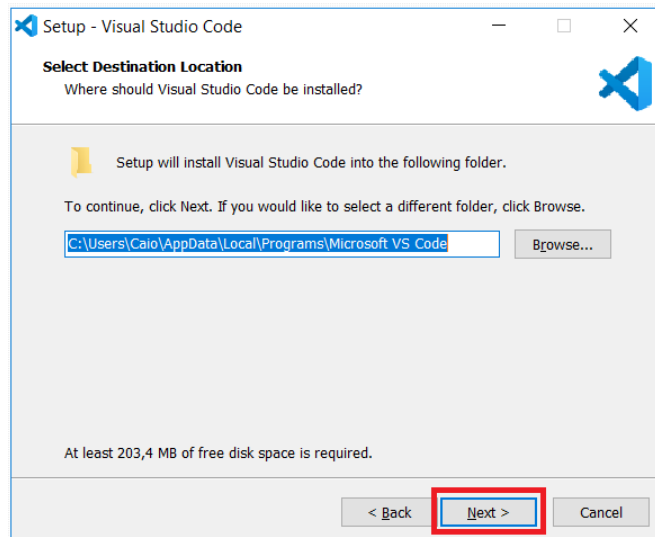 Setup - Visual Studio Code
Select Destination Location
Where should Visual Studio Code be installed?
Setup will install Visual Studio Code into the following folder.
To continue, click Next. If you would like to select a different folder, click Browse.
C:\Users\Caio\AppData\Local\Programs\Microsoft VS Code
Browse...
At least 203,4 MB of free disk space is required.
< Back
Next >
Cancel